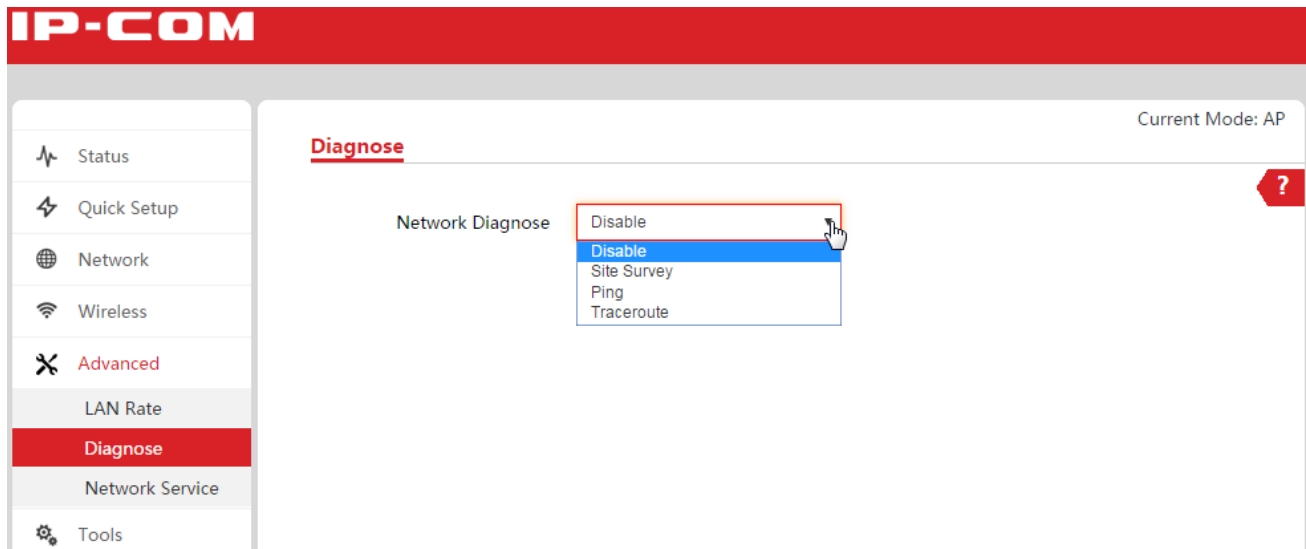 IP-COM
Current Mode: AP
Status
Quick Setup
Network
Wireless
Advanced
LAN Rate
Diagnose
Network Service
Tools
Diagnose
?
Network Diagnose
Disable
Disable
Site Survey
Ping
Traceroute